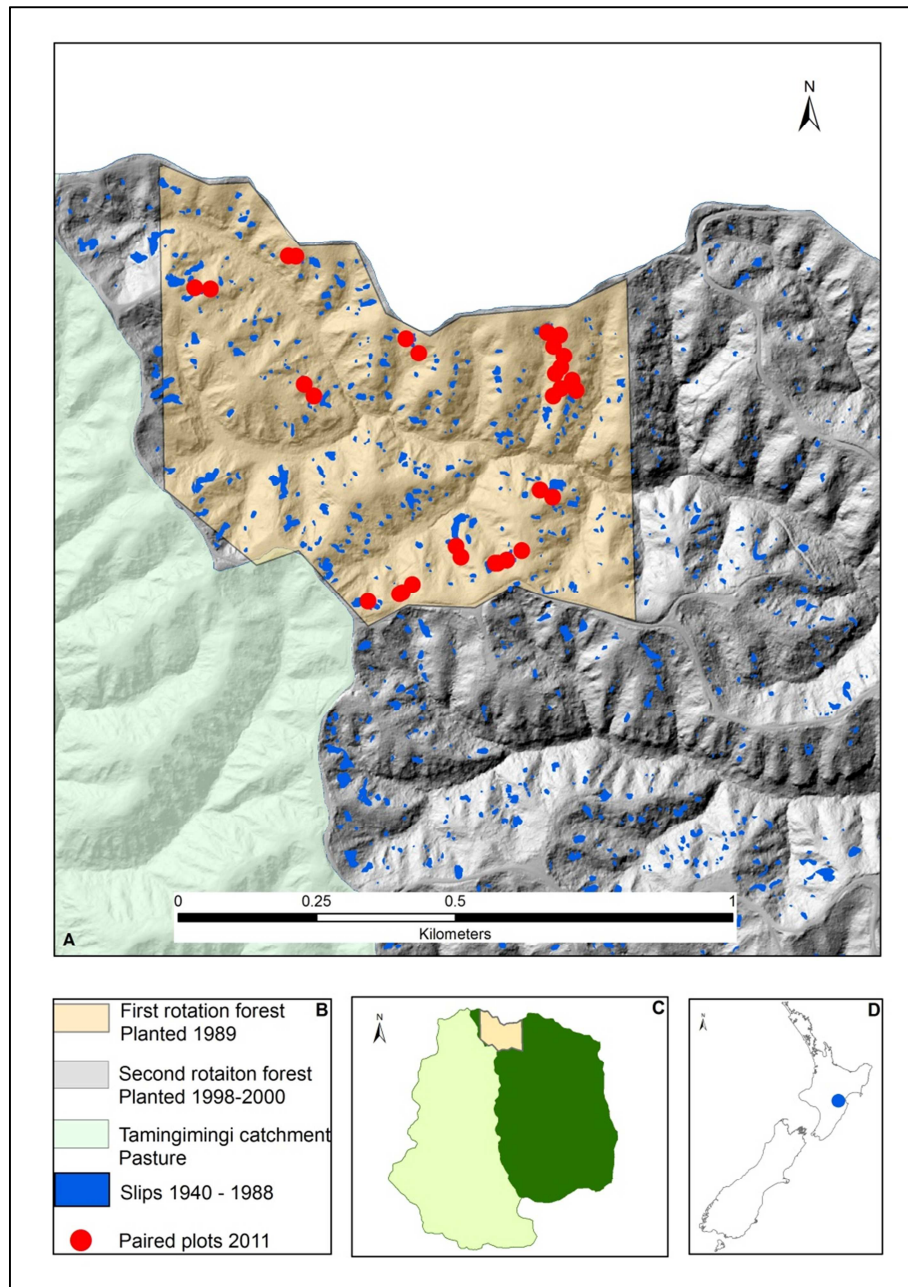 N
0
0.25
0.5
1
Kilometers
A
First rotation forest
Planted 1989
Second rotaiton forest
Planted 1998-2000
Tamingimingi catchment
Pasture
Slips 1940 - 1988
Paired plots 2011
B
N
C
N
D